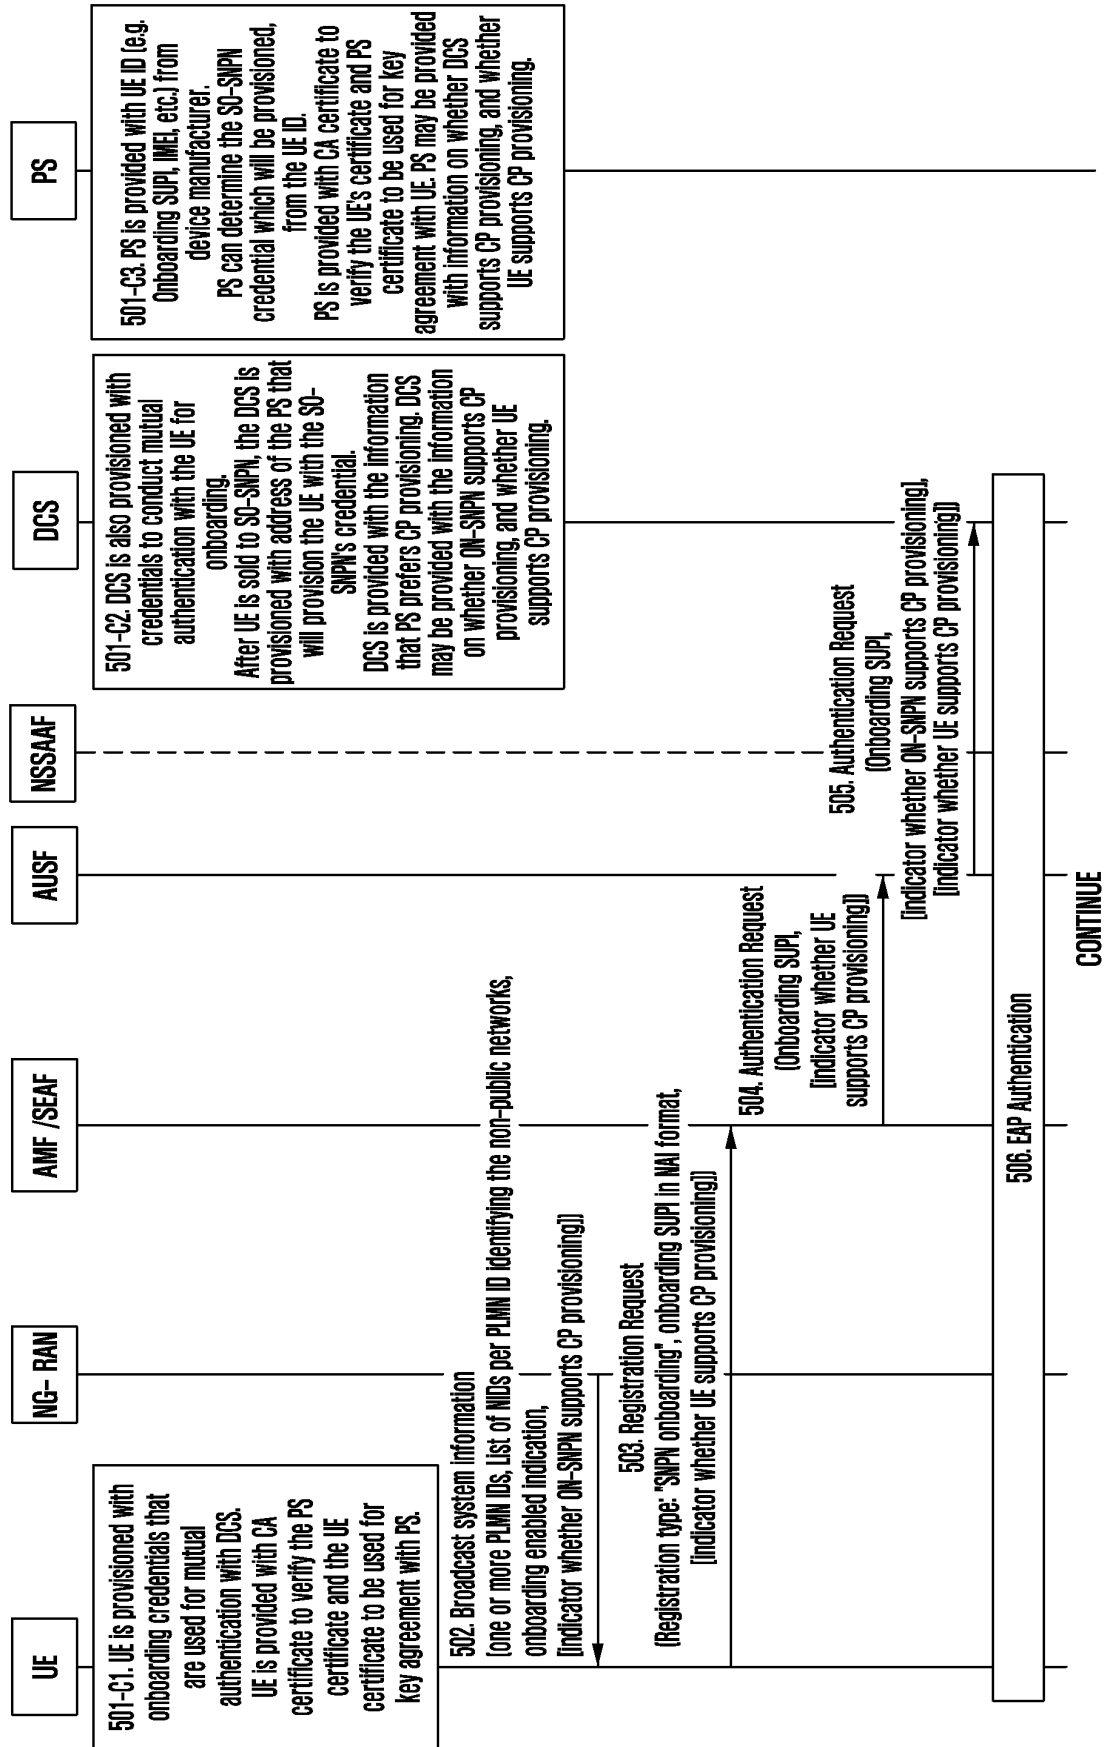 UE
NG- RAN
AMF /SEAF
AUSF
NSSAAF
DCS
PS
501-C1. UE is provisioned with
onboarding credentials that
are used for mutual
authentication with DCS.
UE is provided with CA
certificate to verify the PS
certificate and the UE
certificate to be used for
key agreement with PS.
501-C2. DCS is also provisioned with
credentials to conduct mutual
authentication with the UE for
onboarding.
After UE is sold to SO-SNPN, the DCS is
provisioned with address of the PS that
will provision the UE with the SO-
SNPN's credential.
DCS is provided with the information
that PS prefers CP provisioning. DCS
may be provided with the information
on whether ON-SNPN supports CP
provisioning, and whether UE
supports CP provisioning.
501-C3. PS is provided with UE ID (e.g.
Onboarding SUPI, IMEI, etc.) from
device manufacturer.
PS can determine the SO-SNPN
credential which will be provisioned,
from the UE ID.
PS is provided with CA certificate to
verify the UE's certificate and PS
certificate to be used for key
agreement with UE. PS may be provided
with information on whether DCS
supports CP provisioning, and whether
UE supports CP provisioning.
502. Broadcast system information
(one or more PLMN IDs, List of NIDs per PLMN ID identifying the non-public networks,
onboarding enabled indication,
[indicator whether ON-SNPN supports CP provisioning])
503. Registration Request
(Registration type: "SNPN onboarding", onboarding SUPI in NAI format,
[indicator whether UE supports CP provisioning])
504. Authentication Request
(Onboarding SUPI,
[indicator whether UE
supports CP provisioning])
505. Authentication Request
(Onboarding SUPI,
[indicator whether ON-SNPN supports CP provisioning],
[indicator whether UE supports CP provisioning])
506. EAP Authentication
CONTINUE